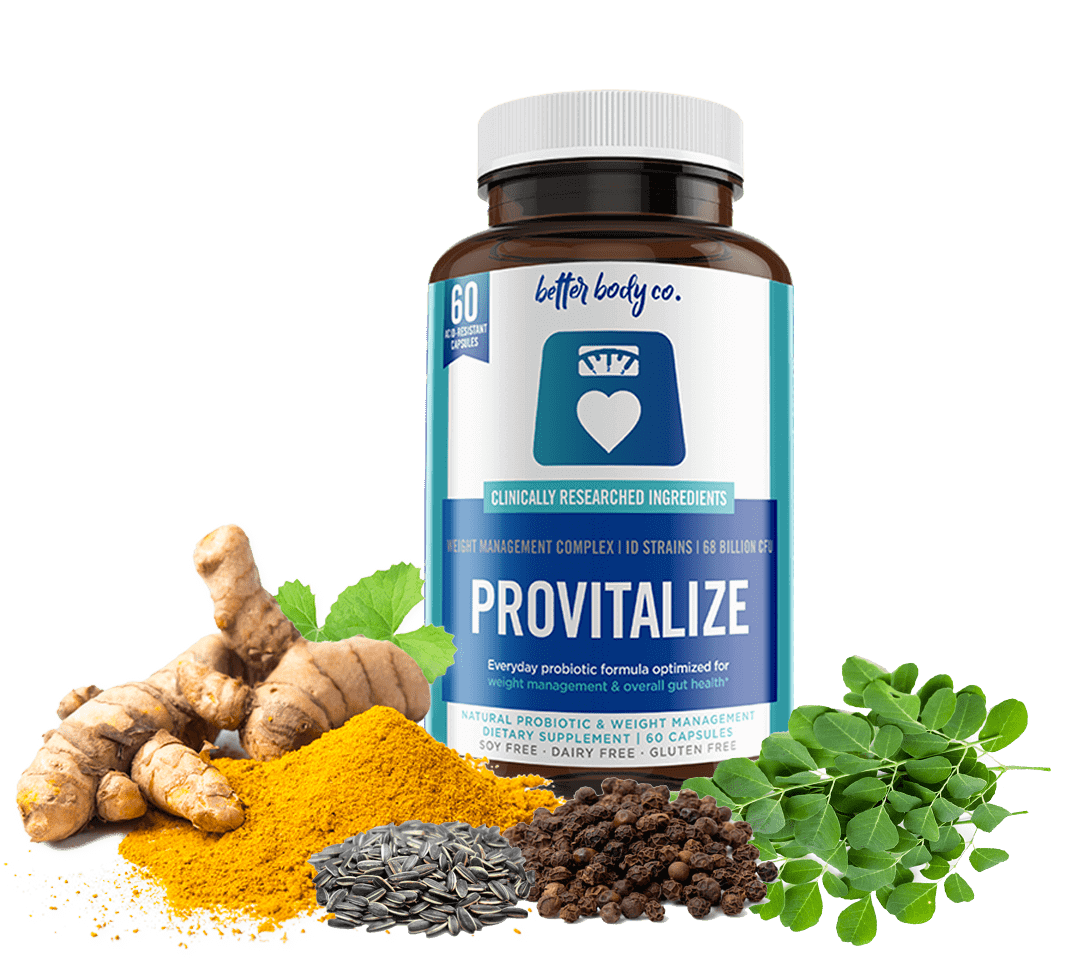 better body co.
60
ACID-RESISTANT
CAPSULES
CLINICALLY RESEARCHED INGREDIENTS
WEIGHT MANAGEMENT COMPLEX | 1D STRAINS | 68 BILLION CFU
PROVITALIZE
Everyday probiotic formula optimized for
weight management & overall gut health*
NATURAL PROBIOTIC & WEIGHT MANAGEMENT
DIETARY SUPPLEMENT | 60 CAPSULES
SOY FREE · DAIRY FREE · GLUTEN FREE